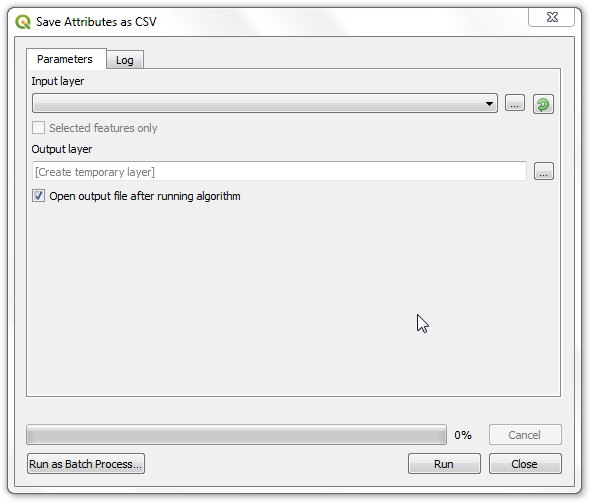 Save Attributes as CSV
Parameters
Log
Input layer
...
Selected features only
Output layer
[Create temporary layer]
...
Open output file after running algorithm
0%
Cancel
Run as Batch Process...
Run
Close